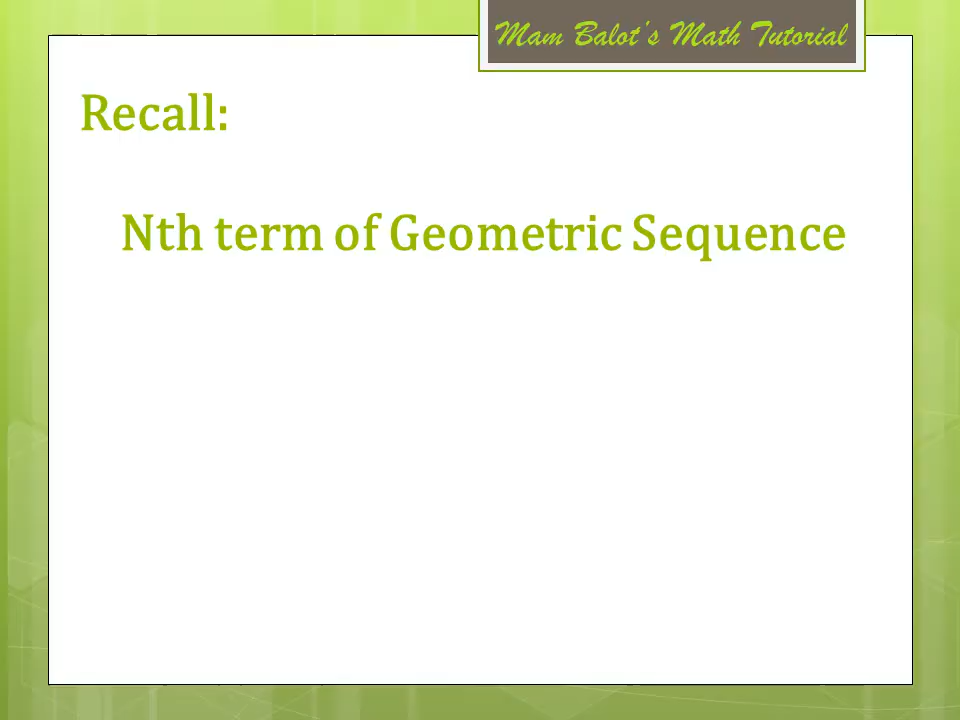 Mam Balot's Math Tutorial
Recall:
Nth term of Geometric Sequence